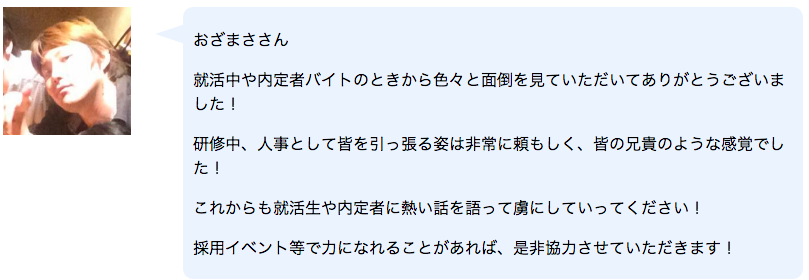 おざまささん
就活中や内定者バイトのときから色々と面倒を見ていただいてありがとうございま
した！
研修中、人事として皆を引っ張る姿は非常に頼もしく、皆の兄貴のような感覚でし
た！
これからも就活生や内定者に熱い話を語って虜にしていってください！
採用イベント等で力になれることがあれば、是非協力させていただきます！